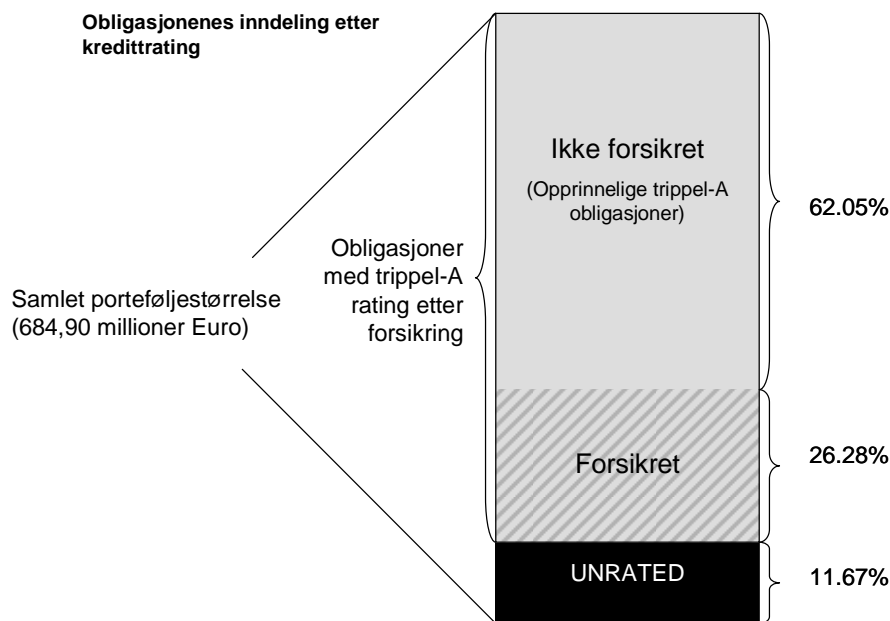 Obligasjonenes inndeling etter
kredittrating
Ikke forsikret
(Opprinnelige trippel-A
obligasjoner)
62.05%
Obligasjoner
med trippel-A
rating etter
forsikring
Samlet porteføljestørrelse
(684,90 millioner Euro)
Forsikret
26.28%
UNRATED
11.67%